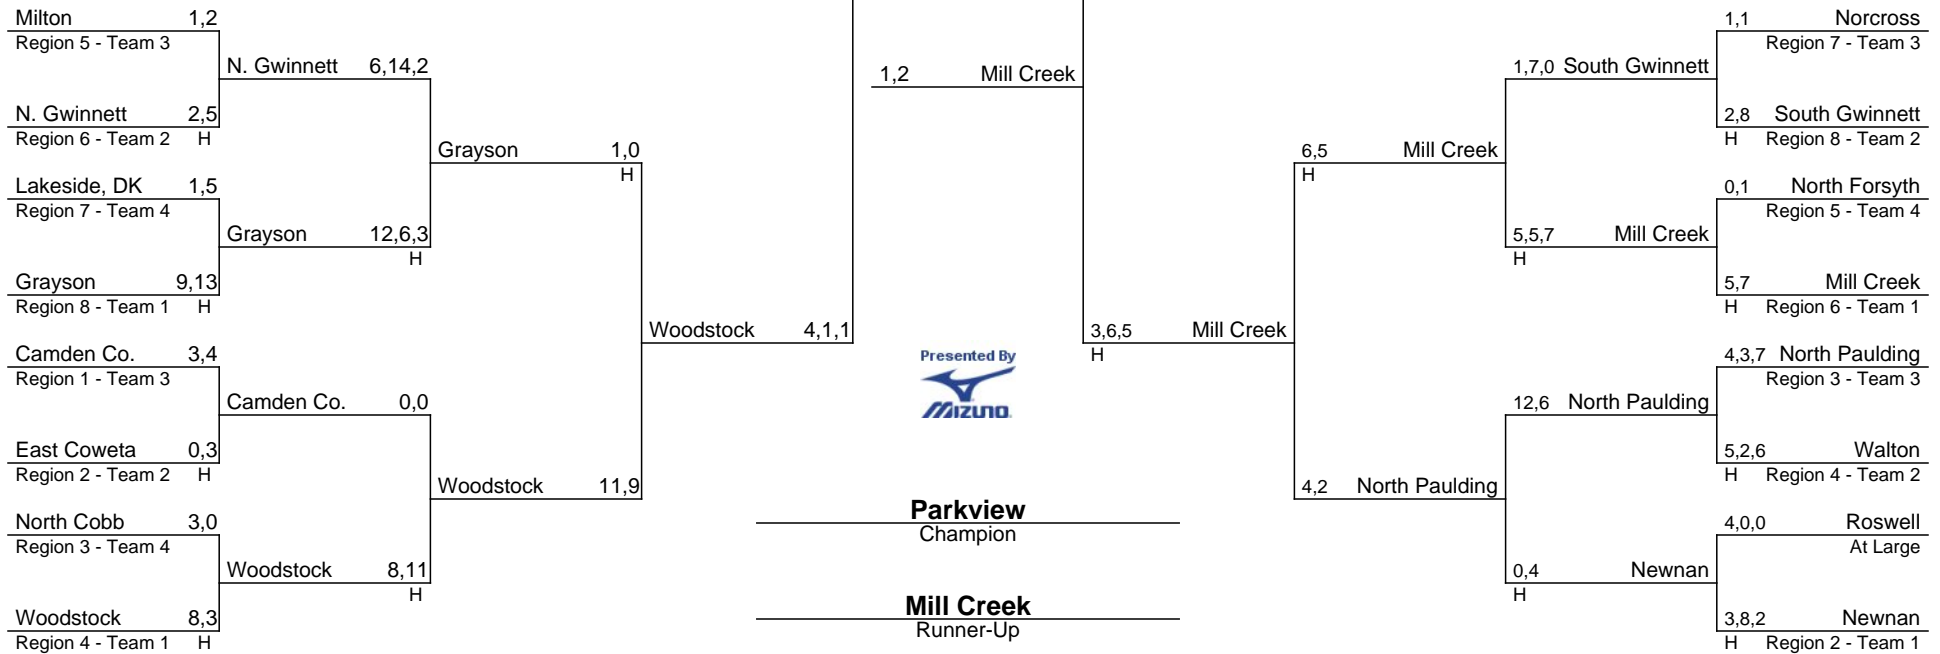 Milton 1,2
Region 5 - Team 3
N. Gwinnett 6,14,2
N. Gwinnett 2,5
Region 6 - Team 2 H
Grayson 1,0
H
Lakeside, DK 1,5
Region 7 - Team 4
Grayson 12,6,3
H
Grayson 9,13
Region 8 - Team 1 H
Woodstock 4,1,1
Camden Co. 3,4
Region 1 - Team 3
Camden Co. 0,0
East Coweta 0,3
Region 2 - Team 2 H
Woodstock 11,9
North Cobb 3,0
Region 3 - Team 4
Woodstock 8,11
H
Woodstock 8,3
Region 4 - Team 1 H
1,2 Mill Creek
Presented By
MIZUNO
Parkview
Champion
Mill Creek
Runner-Up
3,6,5 Mill Creek
H
6,5 Mill Creek
H
4,2 North Paulding
1,7,0 South Gwinnett
5,5,7 Mill Creek
H
12,6 North Paulding
0,4 Newnan
H
1,1 Norcross
Region 7 - Team 3
2,8 South Gwinnett
H Region 8 - Team 2
0,1 North Forsyth
Region 5 - Team 4
5,7 Mill Creek
H Region 6 - Team 1
4,3,7 North Paulding
Region 3 - Team 3
5,2,6 Walton
H Region 4 - Team 2
4,0,0 Roswell
At Large
3,8,2 Newnan
H Region 2 - Team 1